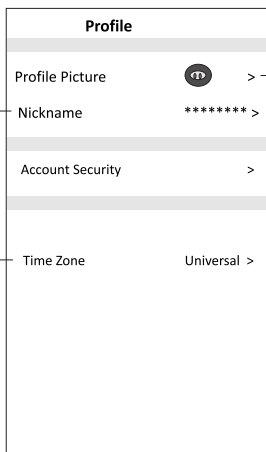 Profile
Profile Picture >
Nickname ******** >
Account Security >
Time Zone Universal >